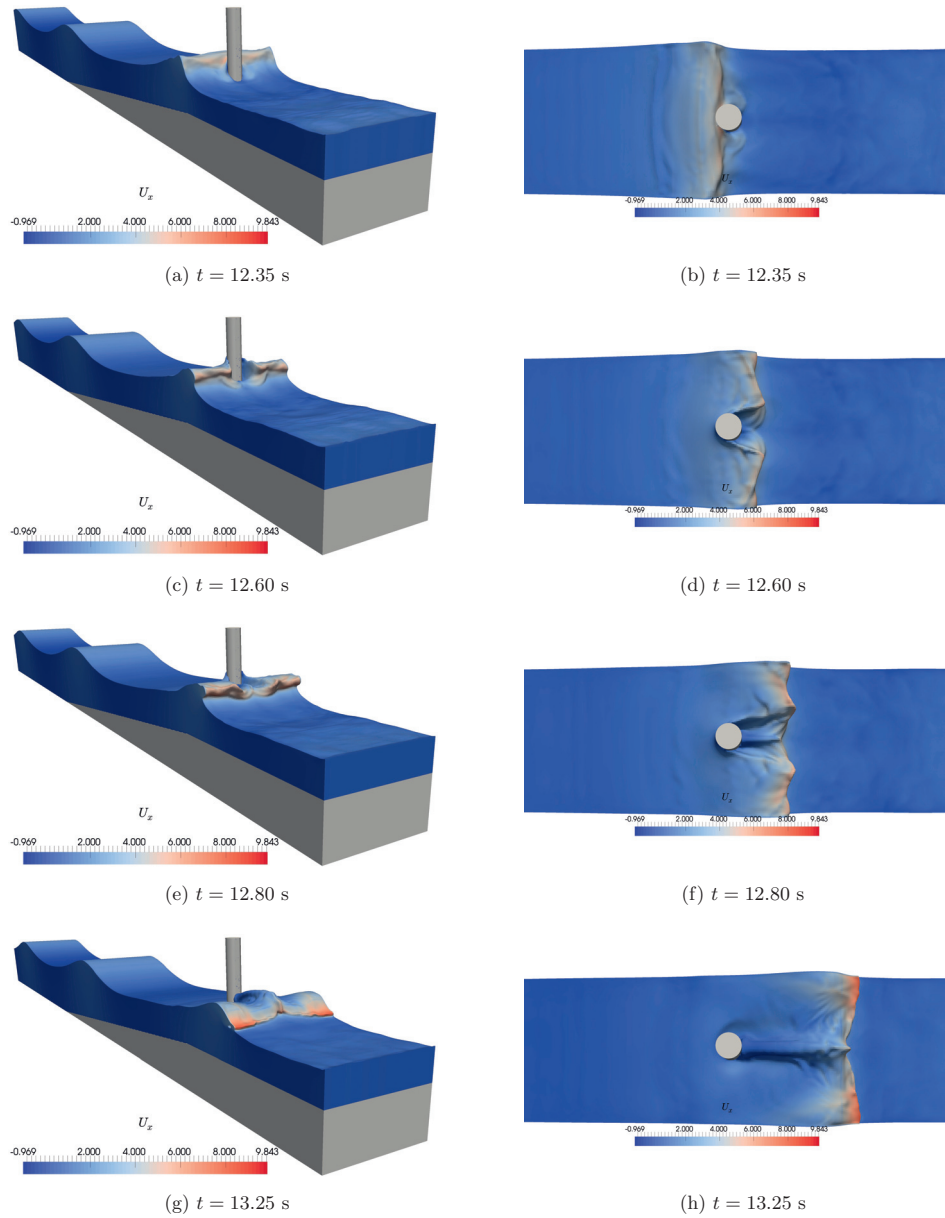 U_x
-0.969 2.000 4.000 6.000 8.000 9.843
(a) t = 12.35 s
U_x
-0.969 2.000 4.000 6.000 8.000 9.843
(b) t = 12.35 s
U_x
-0.969 2.000 4.000 6.000 8.000 9.843
(c) t = 12.60 s
U_x
-0.969 2.000 4.000 6.000 8.000 9.843
(d) t = 12.60 s
U_x
-0.969 2.000 4.000 6.000 8.000 9.843
(e) t = 12.80 s
U_x
-0.969 2.000 4.000 6.000 8.000 9.843
(f) t = 12.80 s
U_x
-0.969 2.000 4.000 6.000 8.000 9.843
(g) t = 13.25 s
U_x
-0.969 2.000 4.000 6.000 8.000 9.843
(h) t = 13.25 s